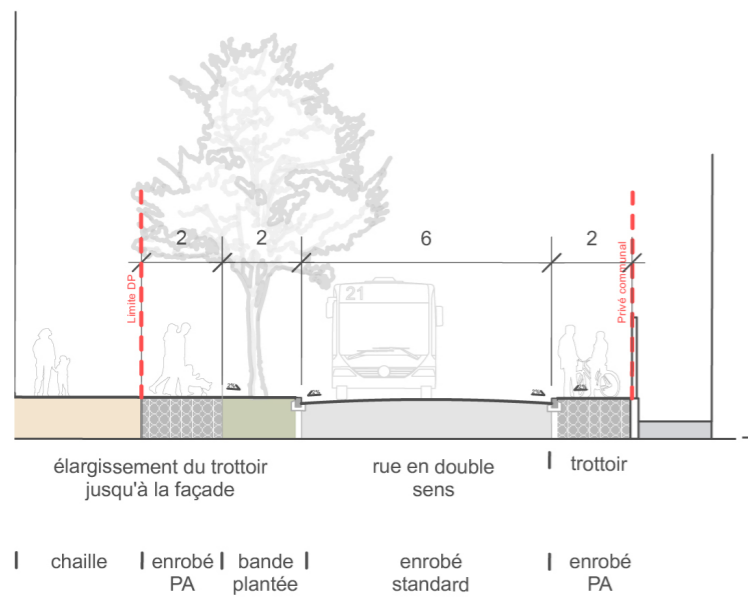 2 2 6 2
Limite DP
Privé communal
21
élargissement du trottoir
jusqu'à la façade
rue en double
sens
trottoir
chaille
enrobé
PA
bande
plantée
enrobé
standard
enrobé
PA